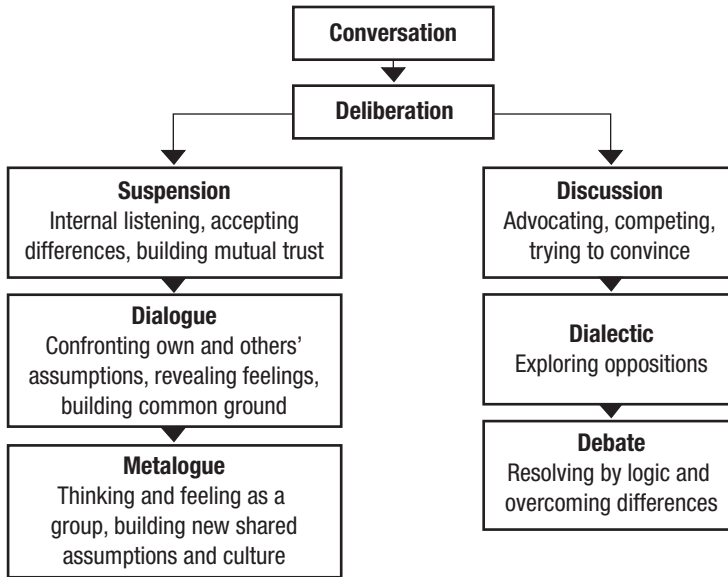 Conversation
Deliberation
Suspension
Internal listening, accepting
differences, building mutual trust
Dialogue
Confronting own and others’
assumptions, revealing feelings,
building common ground
Metalogue
Thinking and feeling as a
group, building new shared
assumptions and culture
Discussion
Advocating, competing,
trying to convince
Dialectic
Exploring oppositions
Debate
Resolving by logic and
overcoming differences